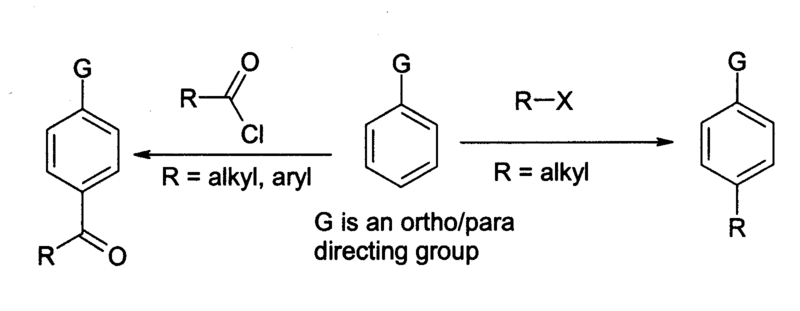 G
R
O
Cl
R = alkyl, aryl
R
O
G
G is an ortho/para
directing group
R–X
R = alkyl
G
R